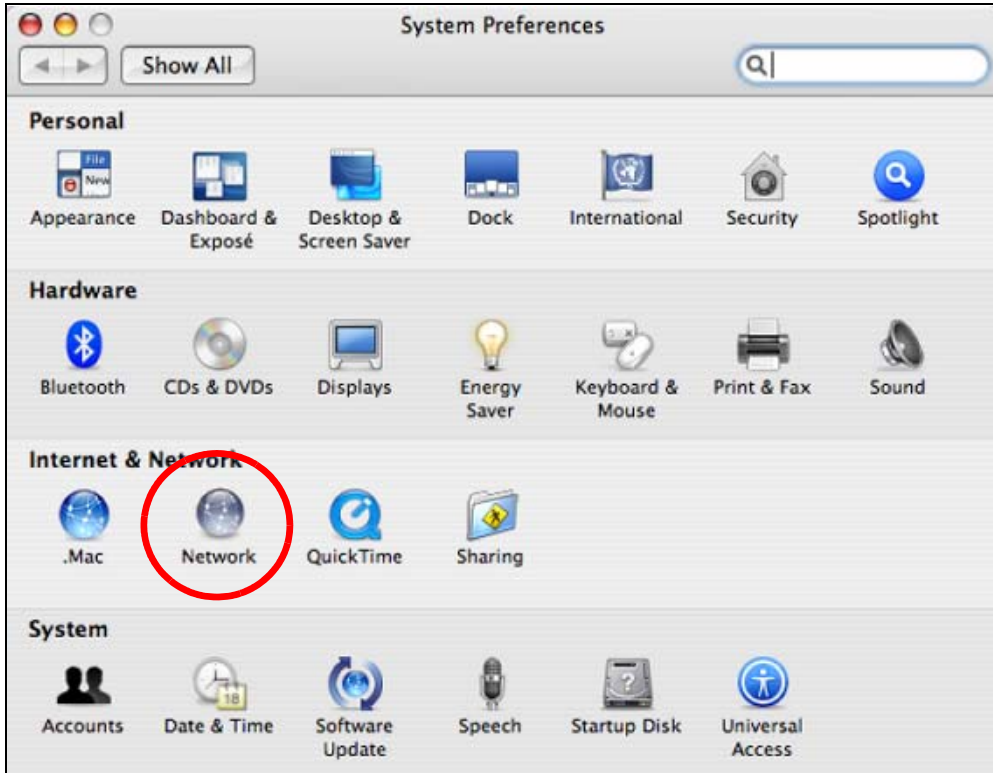 System Preferences
Show All
Personal
File
New
Appearance
Dashboard &
Exposé
Desktop &
Screen Saver
Dock
International
Security
Spotlight
Hardware
Bluetooth
CDs & DVDs
Displays
Energy
Saver
Keyboard &
Mouse
Print & Fax
Sound
Internet & Network
.Mac
Network
QuickTime
Sharing
System
18
?
Accounts
Date & Time
Software
Update
Speech
Startup Disk
Universal
Access